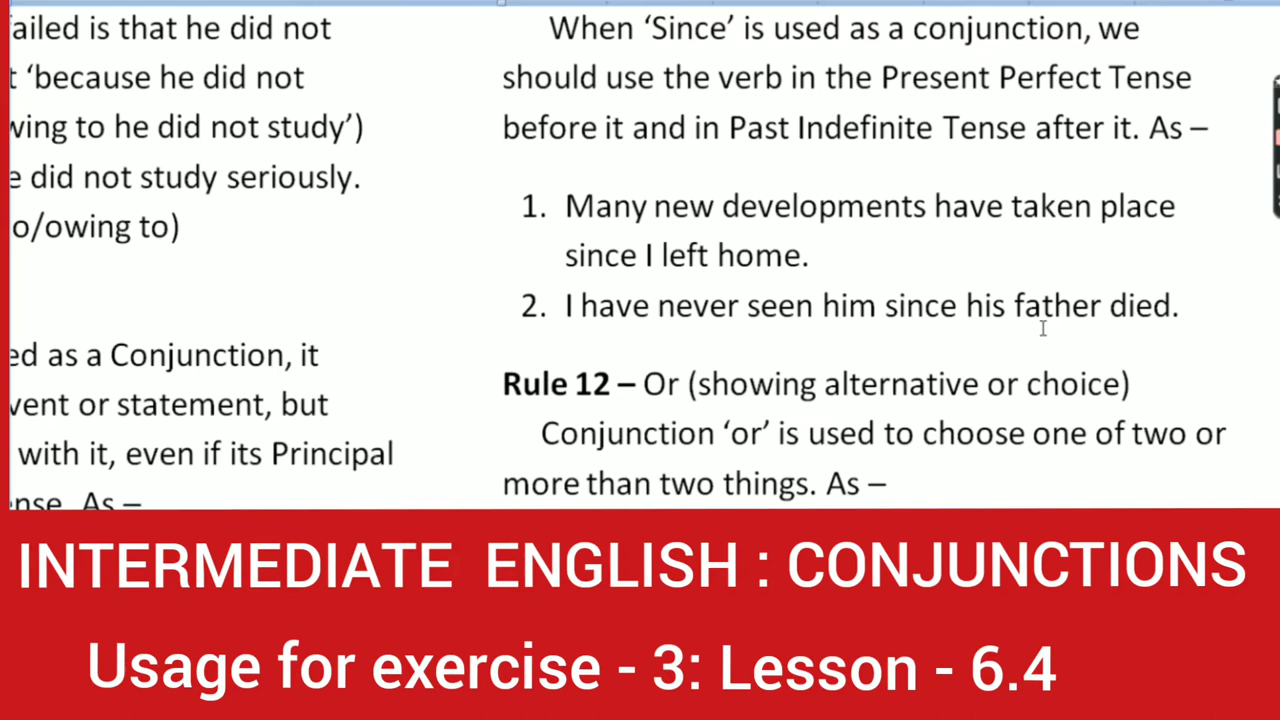 ailed is that he did not
t ‘because he did not
wing to he did not study’)
e did not study seriously.
o/owing to)
ed as a Conjunction, it
vent or statement, but
with it, even if its Principal
ense. As –
When ‘Since’ is used as a conjunction, we
should use the verb in the Present Perfect Tense
before it and in Past Indefinite Tense after it. As –
1. Many new developments have taken place
since I left home.
2. I have never seen him since his father died.
Rule 12 – Or (showing alternative or choice)
Conjunction ‘or’ is used to choose one of two or
more than two things. As –
INTERMEDIATE ENGLISH : CONJUNCTIONS
Usage for exercise - 3: Lesson - 6.4